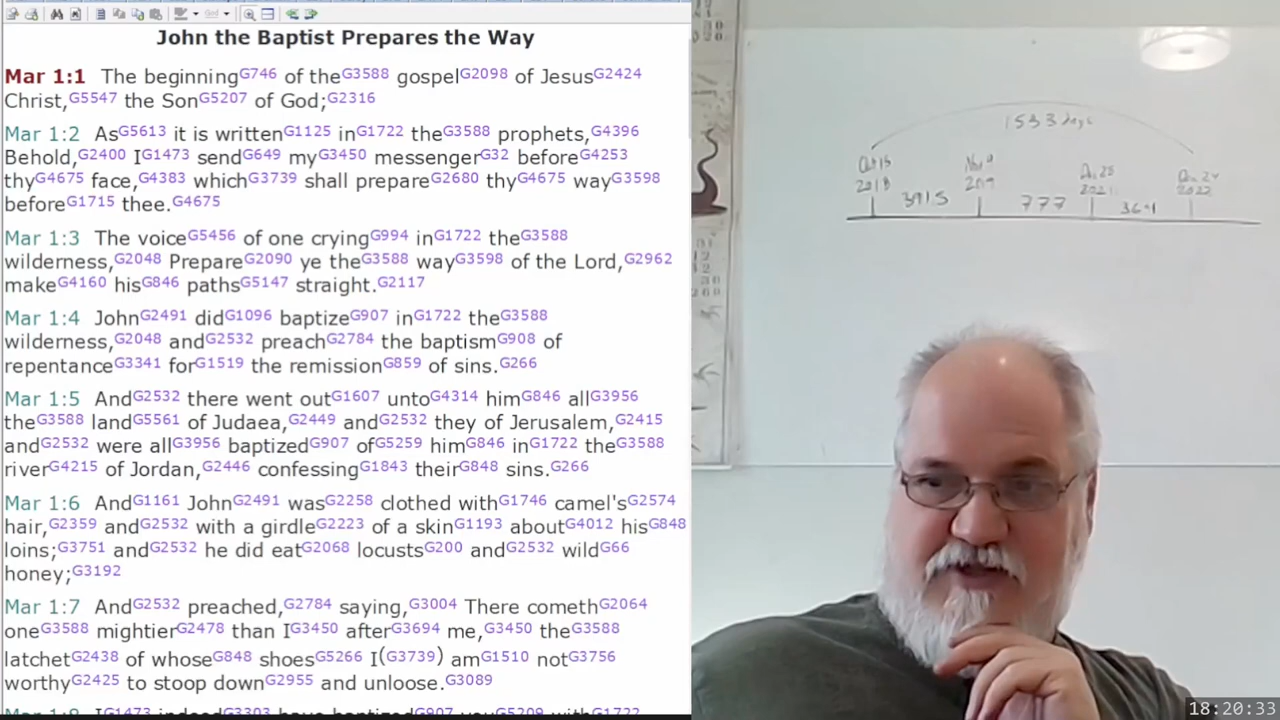 John the Baptist Prepares the Way
Mar 1:1 The beginningG746 of theG3588 gospelG2098 of JesusG2424
Christ,G5547 the SonG5207 of God;G2316
Mar 1:2 AsG5613 it is writtenG1125 inG1722 theG3588 prophets,G4396
Behold,G2400 IG1473 sendG649 myG3450 messengerG32 beforeG4253
thyG4675 face,G4383 whichG3739 shall prepareG2680 thyG4675 wayG3598
beforeG1715 thee.G4675
Mar 1:3 The voiceG5456 of one cryingG994 inG1722 theG3588
wilderness,G2048 PrepareG2090 ye theG3588 wayG3598 of the Lord,G2962
makeG4160 hisG846 pathsG5147 straight.G2117
Mar 1:4 JohnG2491 didG1096 baptizeG907 inG1722 theG3588
wilderness,G2048 andG2532 preachG2784 the baptismG908 of
repentanceG3341 forG1519 the remissionG859 of sins.G266
Mar 1:5 AndG2532 there went outG1607 untoG4314 himG846 allG3956
theG3588 landG5561 of Judaea,G2449 andG2532 they of Jerusalem,G2415
andG2532 were allG3956 baptizedG907 ofG5259 himG846 inG1722 theG3588
riverG4215 of Jordan,G2446 confessingG1843 theirG848 sins.G266
Mar 1:6 AndG1161 JohnG2491 wasG2258 clothed withG1746 camel'sG2574
hair,G2359 andG2532 with a girdleG2223 of a skinG1193 aboutG4012 hisG848
loins;G3751 andG2532 he did eatG2068 locustsG200 andG2532 wildG66
honey;G3192
Mar 1:7 AndG2532 preached,G2784 saying,G3004 There comethG2064
oneG3588 mightierG2478 than IG3450 afterG3694 me,G3450 theG3588
latchetG2438 of whoseG848 shoesG5266 I(G3739) amG1510 notG3756
worthyG2425 to stoop downG2955 and unloose.G3089
1533 days
2018 2019 2022
777 364
18:20:33